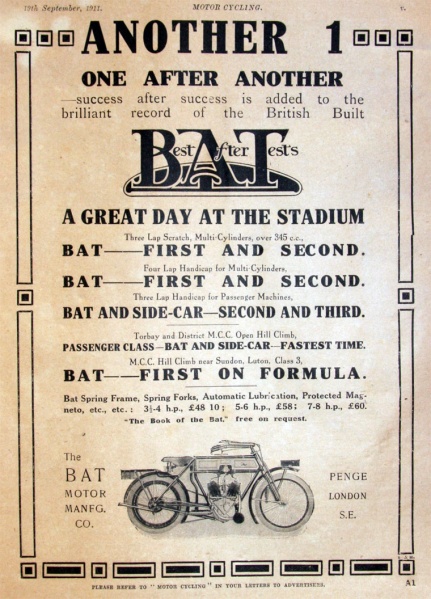 19th September, 1911. MOTOR CYCLING. v.
ANOTHER 1
ONE AFTER ANOTHER
—success after success is added to the
brilliant record of the British Built
BAT
Best After Tests
A GREAT DAY AT THE STADIUM
Three Lap Scratch, Multi-Cylinders, over 345 c.c.,
BAT—FIRST AND SECOND.
Four Lap Handicap for Multi-Cylinders,
BAT—FIRST AND SECOND.
Three Lap Handicap for Passenger Machines,
BAT AND SIDE-CAR—SECOND AND THIRD.
Torbay and District M.C.C. Open Hill Climb,
PASSENGER CLASS—BAT AND SIDE-CAR—FASTEST TIME.
M.C.C. Hill Climb near Sundon, Luton, Class 3,
BAT—FIRST ON FORMULA.
Bat Spring Frame, Spring Forks, Automatic Lubrication, Protected Mag-
neto, etc., etc.: 3½-4 h.p., £48 10; 5-6 h.p., £58; 7-8 h.p., £60.
"The Book of the Bat," free on request.
The
BAT
MOTOR
MANFG.
CO.
PENGE
LONDON
S.E.
PLEASE REFER TO "MOTOR CYCLING" IN YOUR LETTERS TO ADVERTISERS. A1